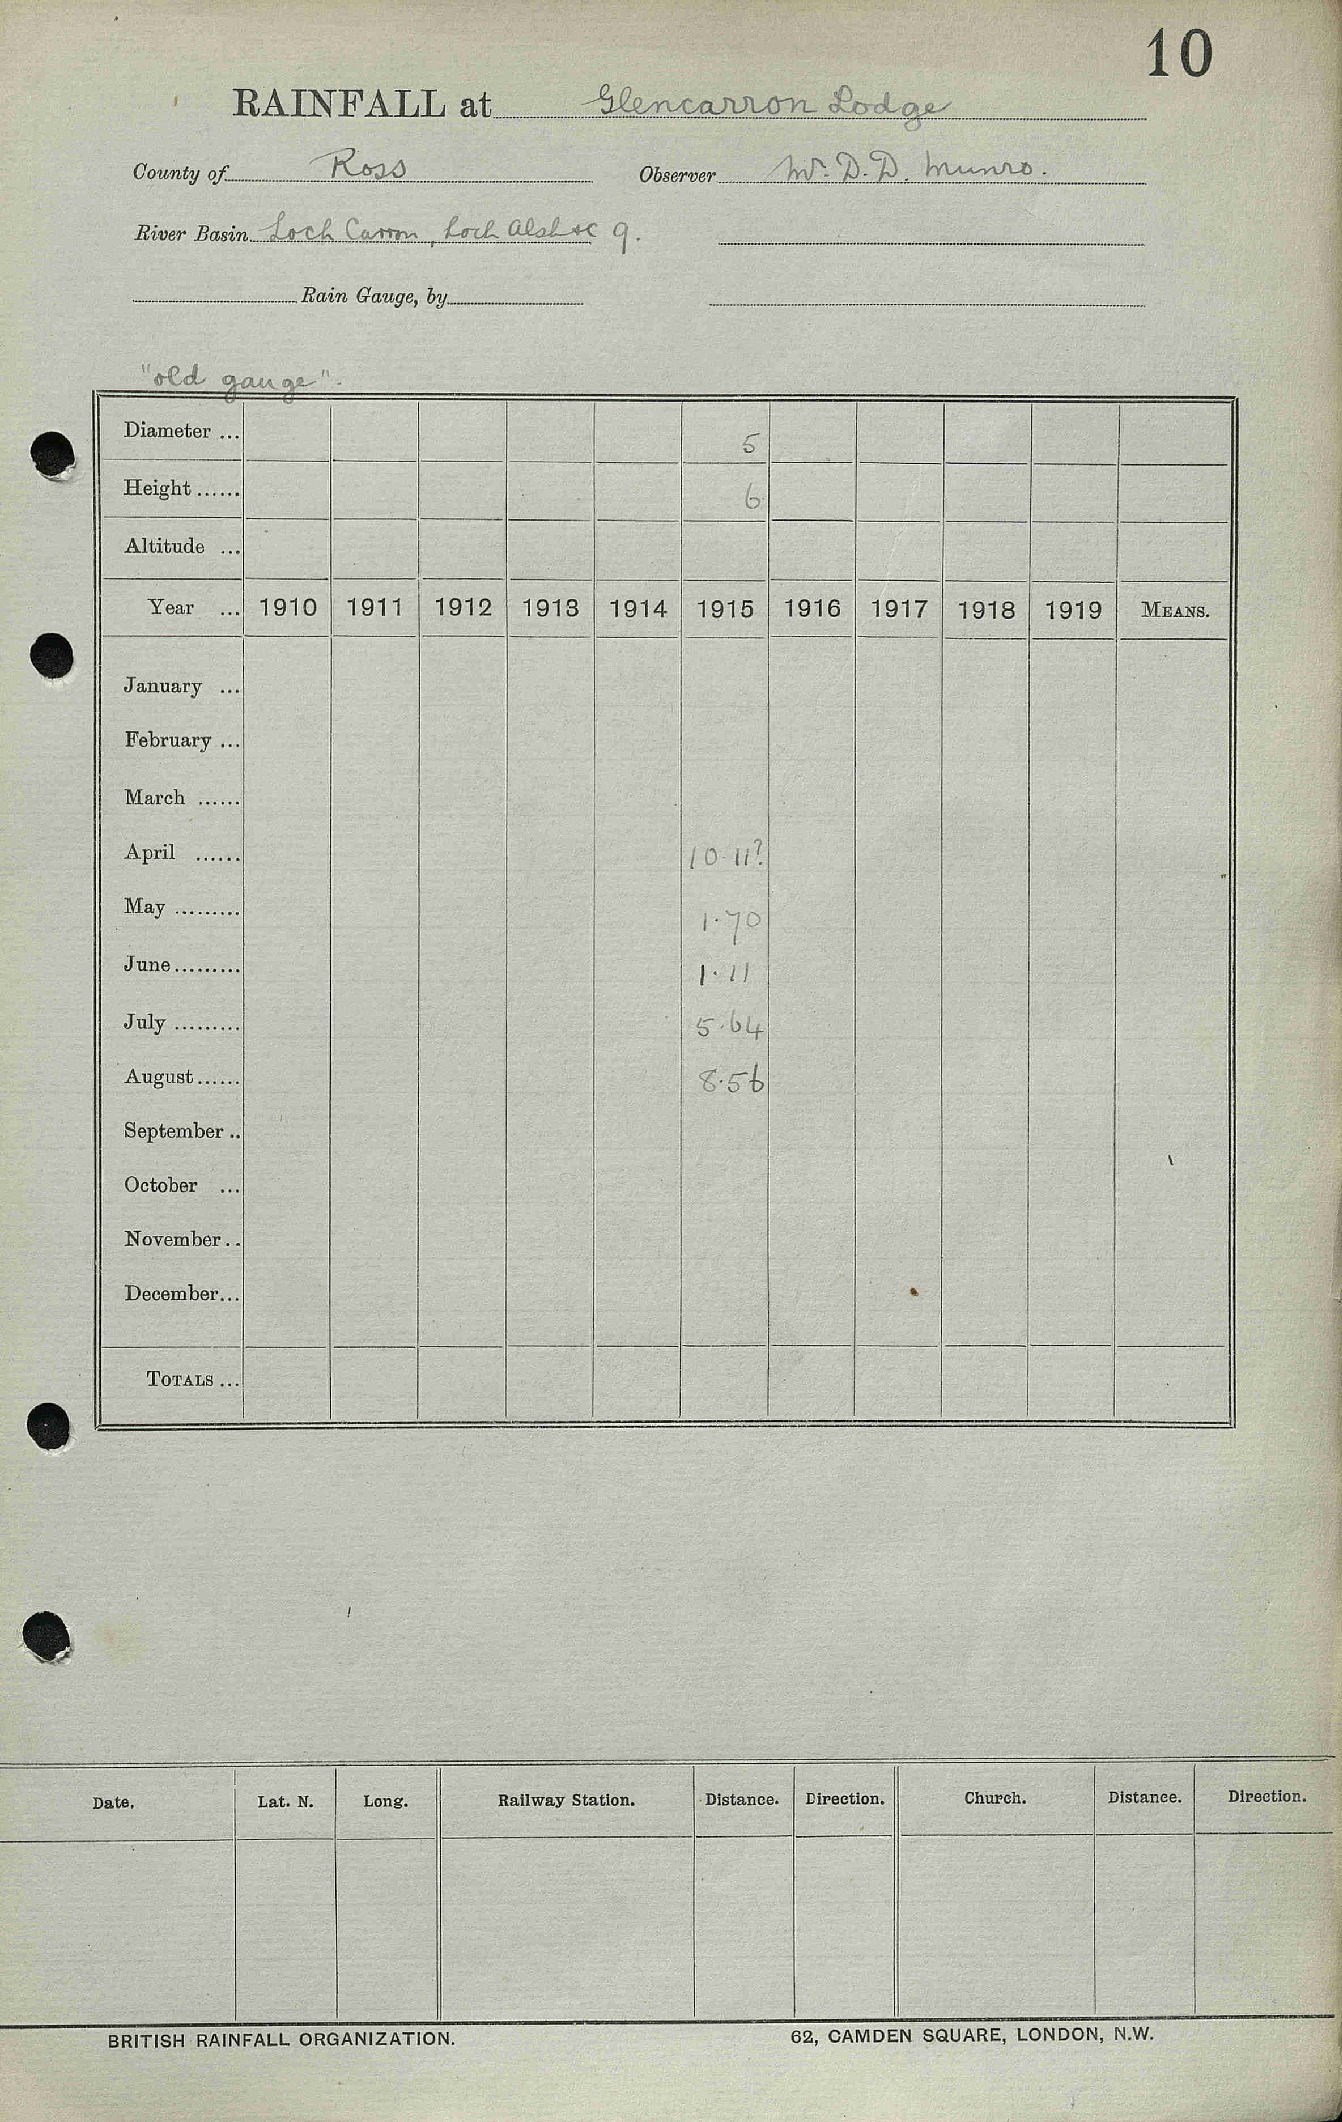 10
RAINFALL at Glencarron Lodge
County of Ross Observer Mr. D. D. Munro.
River Basin Loch Carron, Loch Alsh &c 9.
Rain Gauge, by
"old gauge".
Diameter ... 5
Height ...... 6
Altitude ...
Year ... 1910 1911 1912 1913 1914 1915 1916 1917 1918 1919 MEANS.
January ...
February ...
March ......
April ...... 10.11?
May ......... 1.70
June ......... 1.11
July ......... 5.64
August ...... 8.56
September ..
October ...
November ..
December ...
TOTALS ...
Date. Lat. N. Long. Railway Station. Distance. Direction. Church. Distance. Direction.
BRITISH RAINFALL ORGANIZATION. 62, CAMDEN SQUARE, LONDON, N.W.